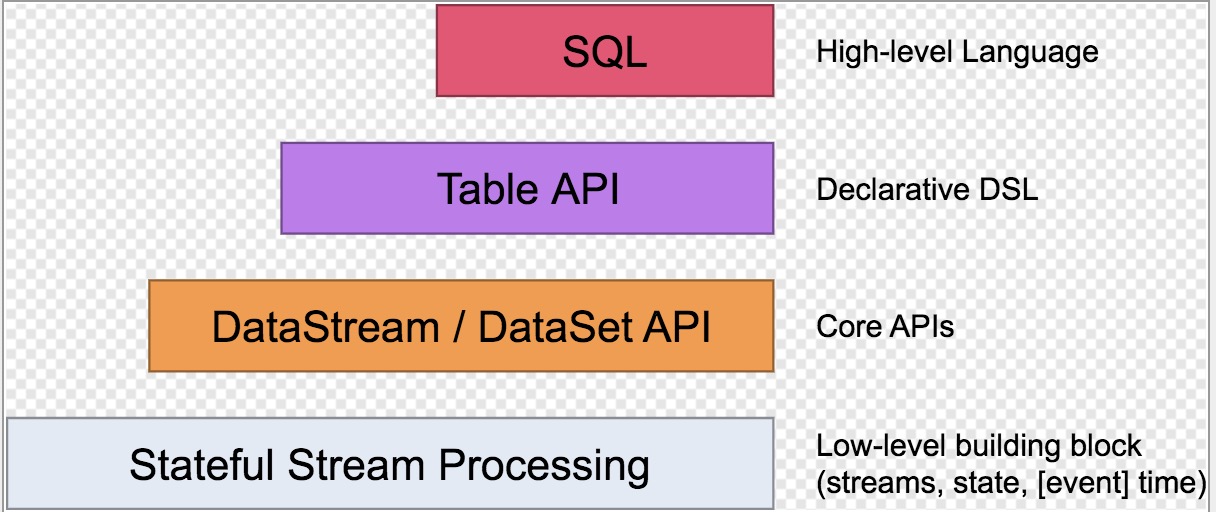 SQL
High-level Language
Table API
Declarative DSL
DataStream / DataSet API
Core APIs
Stateful Stream Processing
Low-level building block
(streams, state, [event] time)